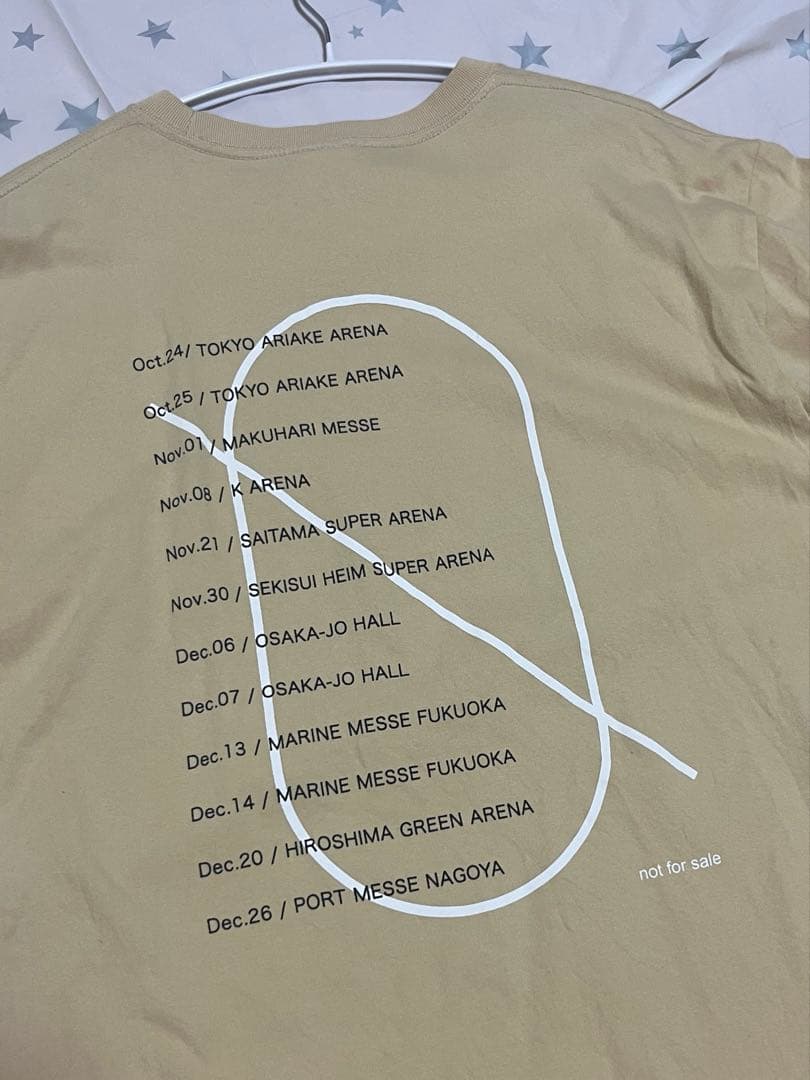 Oct.24/ TOKYO ARIAKE ARENA
Oct.25 / TOKYO ARIAKE ARENA
Nov.01 / MAKUHARI MESSE
Nov.08 / K ARENA
Nov.21 / SAITAMA SUPER ARENA
Nov.30 / SEKISUI HEIM SUPER ARENA
Dec.06 / OSAKA-JO HALL
Dec.07 / OSAKA-JO HALL
Dec.13 / MARINE MESSE FUKUOKA
Dec.14 / MARINE MESSE FUKUOKA
Dec.20 / HIROSHIMA GREEN ARENA
Dec.26 / PORT MESSE NAGOYA
not for sale